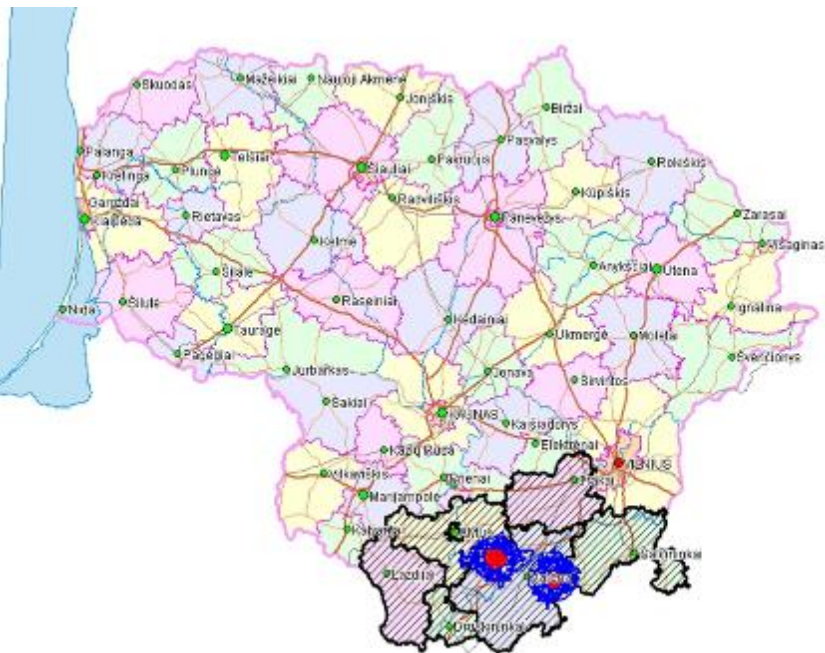 Skuodas
Mažeikiai
Naujoji Akmenė
Joniškis
Biržai
Pasvalys
Palanga
Kretinga
Plungė
Telšiai
Šiauliai
Pakruojis
Rokiškis
Gargždai
Klaipėda
Rietavas
Radviliškis
Kupiškis
Panevėžys
Zarasai
Kelmė
Visaginas
Šilalė
Anykščiai
Utena
Nida
Šilutė
Raseiniai
Ignalina
Tauragė
Kėdainiai
Ukmergė
Molėtai
Pagėgiai
Švenčionys
Jurbarkas
Jonava
Širvintos
Šakiai
KAUNAS
Kaišiadorys
Kazlų Rūda
Elektrėnai
VILNIUS
Vilkaviškis
Prienai
Trakai
Marijampolė
Kalvarija
Alytus
Šalčininkai
Lazdijai
Druskininkai